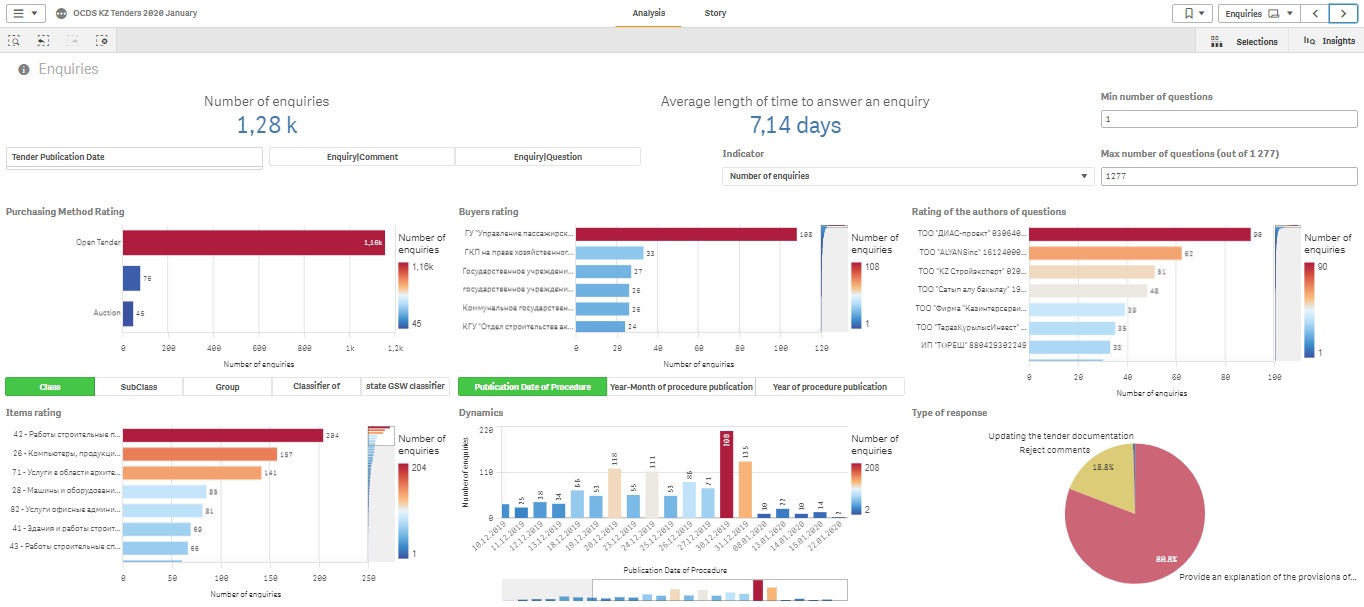 OCDS KZ Tenders 2020 January
Analysis
Story
Enquiries
Selections
Insights
Enquiries
Number of enquiries
1,28 k
Average length of time to answer an enquiry
7,14 days
Min number of questions
1
Tender Publication Date
Enquiry|Comment
Enquiry|Question
Indicator
Number of enquiries
Max number of questions (out of 1 277)
1277
Purchasing Method Rating
Open Tender
1,16k
76
Auction
45
0 200 400 600 800 1k 1,2k
Number of enquiries
Number of
enquiries
1,16k
45
Buyers rating
ГУ "Управление пассажирск...
108
ГКП на праве хозяйственног...
33
Государственное учреждени...
27
государственное учреждени...
26
Коммунальное государствен...
26
КГУ "Отдел строительства ак...
24
0 20 40 60 80 100 120
Number of enquiries
Number of
enquiries
108
1
Rating of the authors of questions
ТОО "ДИАС-проект" 030640...
90
ТОО "ALYANSinc" 16124000...
62
ТОО "KZ Стройэксперт" 020...
51
ТОО "Сатып алу бақылау" 19...
48
ТОО "Фирма "Казинтерсерви...
39
ТОО "ТаразКурылысИнвест" ...
35
ИП "ТӨРЕШ" 880429302249
33
0 20 40 60 80 100
Number of enquiries
Number of
enquiries
90
1
Class
SubClass
Group
Classifier of
state GSW classifier
Publication Date of Procedure
Year-Month of procedure publication
Year of procedure publication
Items rating
42 - Работы строительные п...
204
26 - Компьютеры, продукци...
157
71 - Услуги в области архите...
141
28 - Машины и оборудовани...
85
82 - Услуги офисные админи...
81
41 - Здания и работы строит...
69
43 - Работы строительные сп...
66
0 50 100 150 200 250
Number of enquiries
Number of
enquiries
204
1
Dynamics
Number of enquiries
220
110
0
25 38 34 66 53 118 55 111 53 86 71 208 135 10 22 10 14 2
10.12.2019 11.12.2019 12.12.2019 13.12.2019 18.12.2019 19.12.2019 20.12.2019 23.12.2019 24.12.2019 25.12.2019 26.12.2019 27.12.2019 30.12.2019 31.12.2019 08.01.2020 13.01.2020 14.01.2020 15.01.2020 22.01.2020
Publication Date of Procedure
Number of
enquiries
208
2
Type of response
Updating the tender documentation
Reject comments
18.8%
80.8%
Provide an explanation of the provisions of...